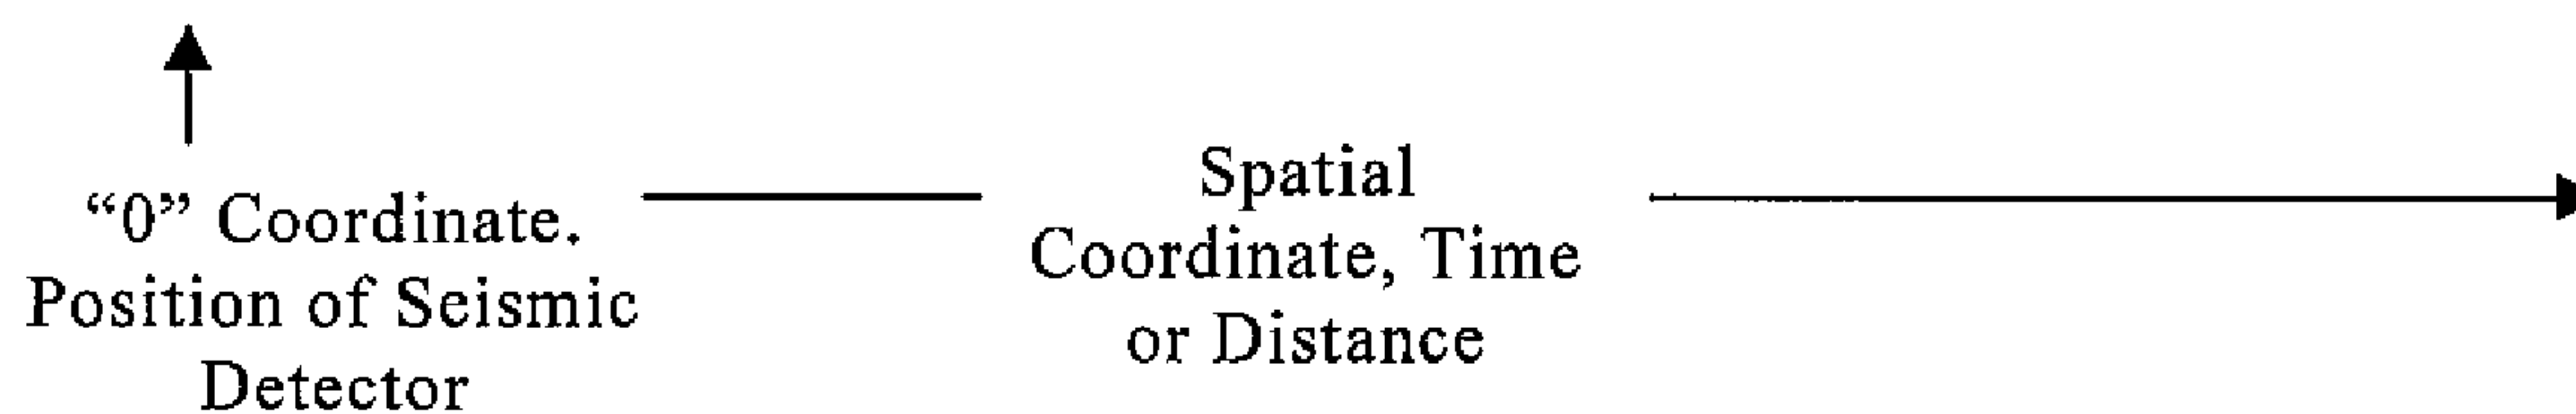 “0” Coordinate.
Position of Seismic
Detector
Spatial
Coordinate, Time
or Distance